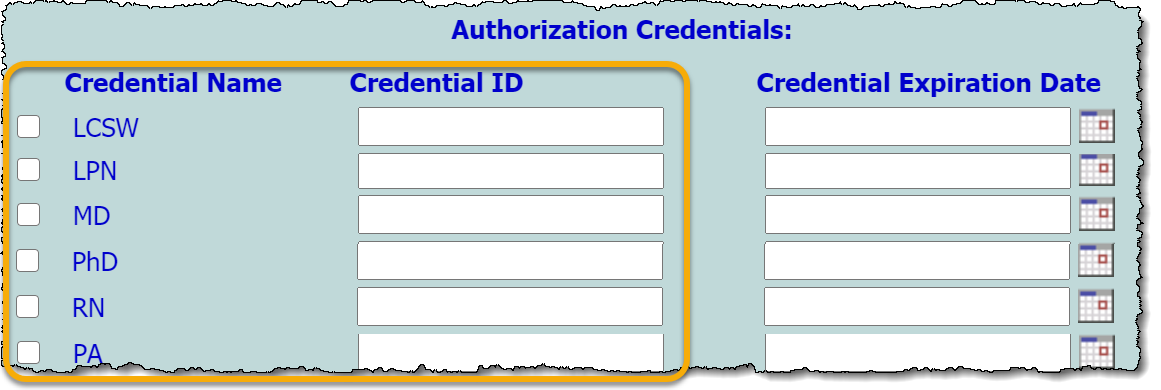 Authorization Credentials:
Credential Name Credential ID Credential Expiration Date
LCSW
LPN
MD
PhD
RN
PA